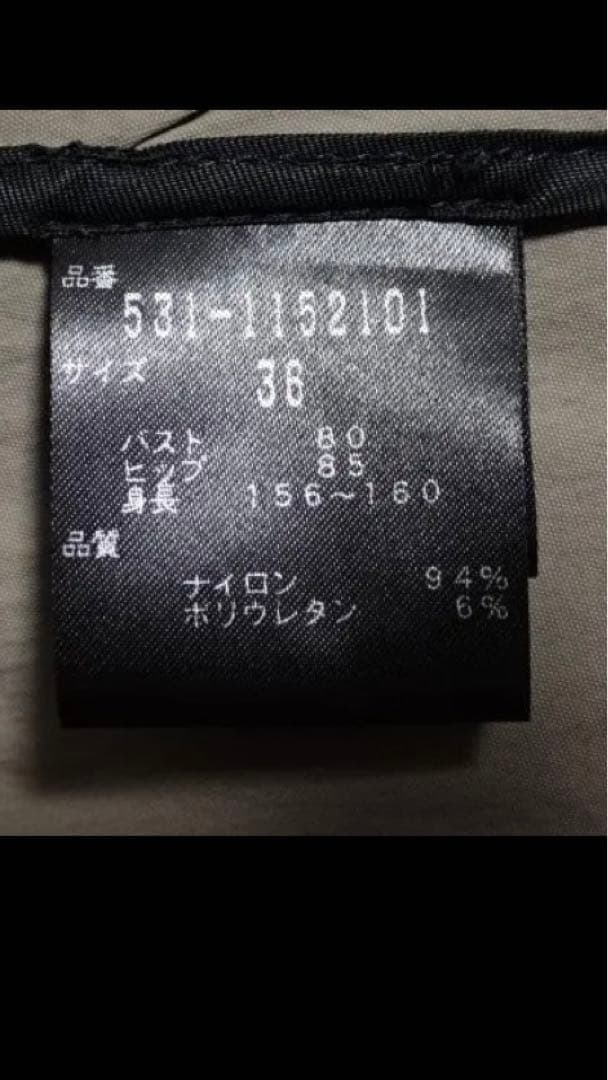 品番
531-1152101
サイズ 36
バスト 80
ヒップ 85
身長 156～160
品質
ナイロン 94%
ポリウレタン 6%